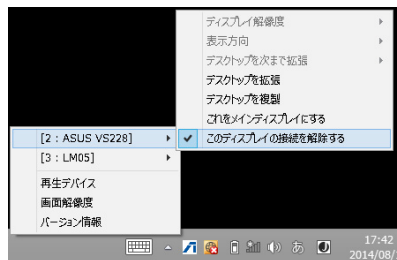 ディスプレイ解像度
表示方向
デスクトップを次まで拡張
デスクトップを拡張
デスクトップを複製
これをメインディスプレイにする
このディスプレイの接続を解除する
[2 : ASUS VS228]
[3 : LM05]
再生デバイス
画面解像度
バージョン情報
あ
17:42
2014/08/